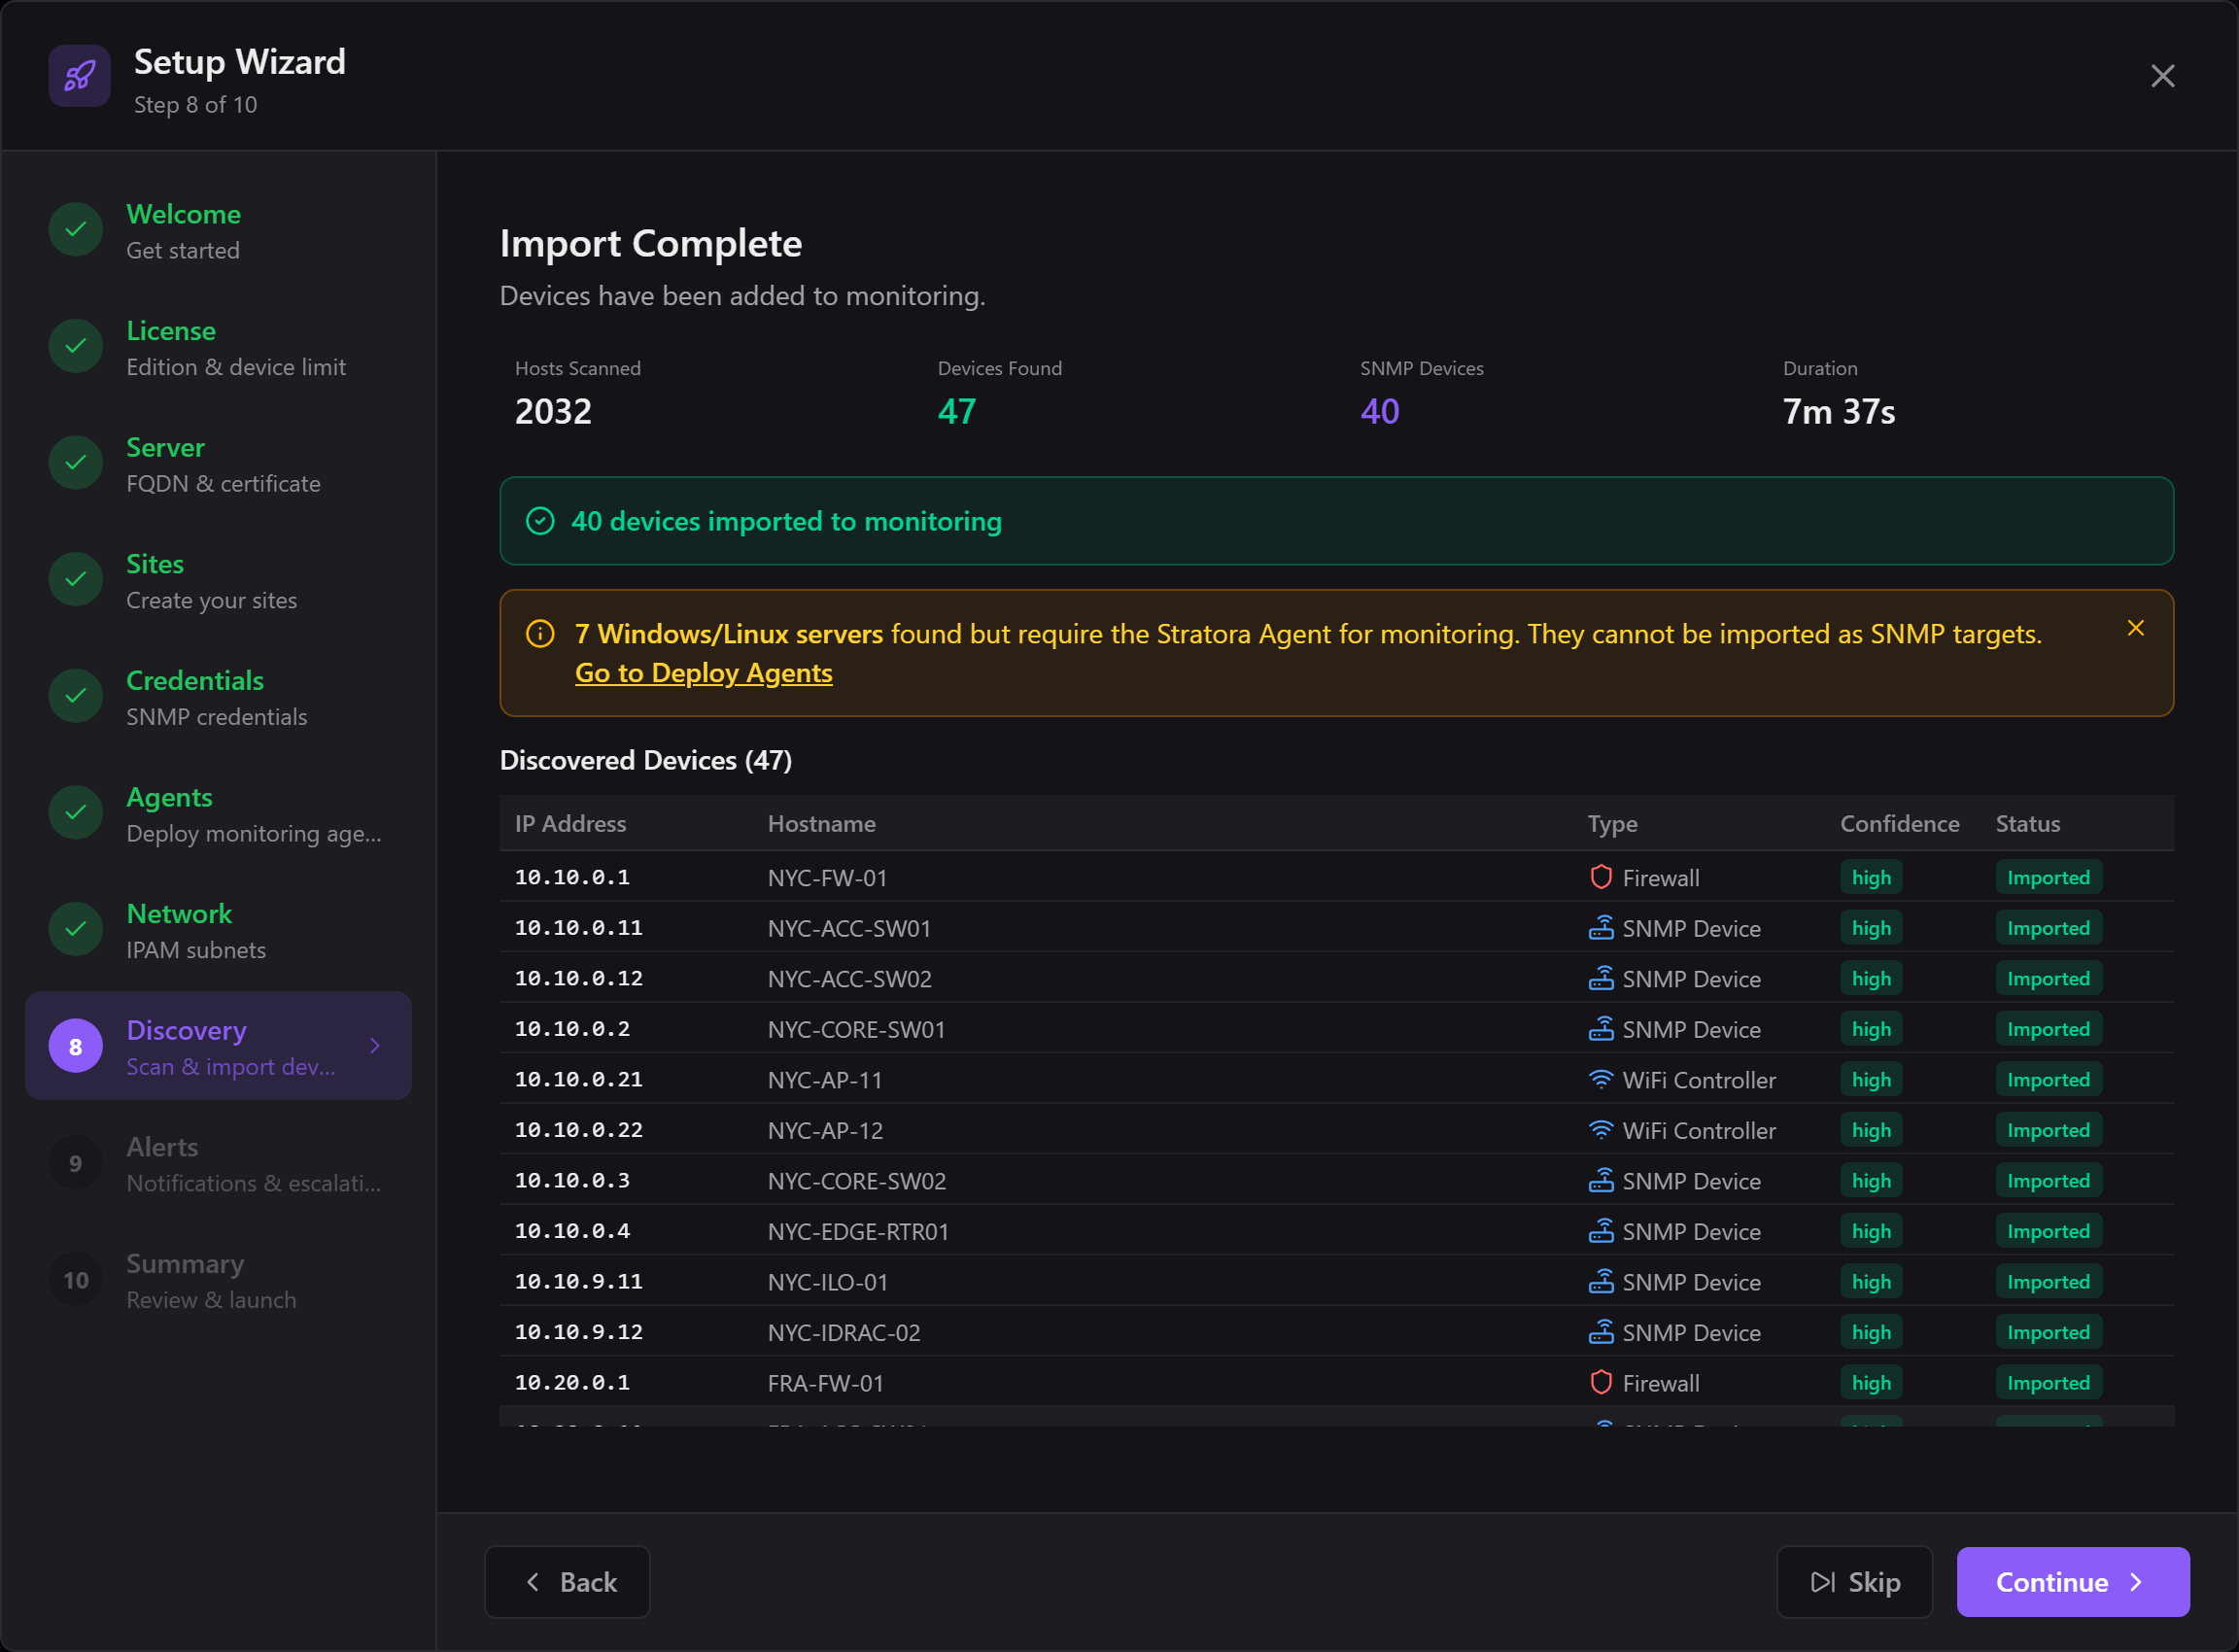 Setup Wizard
Step 8 of 10
Welcome
Get started
License
Edition & device limit
Server
FQDN & certificate
Sites
Create your sites
Credentials
SNMP credentials
Agents
Deploy monitoring age...
Network
IPAM subnets
8
Discovery
Scan & import dev...
9
Alerts
Notifications & escalati...
10
Summary
Review & launch
Import Complete
Devices have been added to monitoring.
Hosts Scanned Devices Found SNMP Devices Duration
2032 47 40 7m 37s
40 devices imported to monitoring
7 Windows/Linux servers found but require the Stratora Agent for monitoring. They cannot be imported as SNMP targets.
Go to Deploy Agents
Discovered Devices (47)
IP Address Hostname Type Confidence Status
10.10.0.1 NYC-FW-01 Firewall high Imported
10.10.0.11 NYC-ACC-SW01 SNMP Device high Imported
10.10.0.12 NYC-ACC-SW02 SNMP Device high Imported
10.10.0.2 NYC-CORE-SW01 SNMP Device high Imported
10.10.0.21 NYC-AP-11 WiFi Controller high Imported
10.10.0.22 NYC-AP-12 WiFi Controller high Imported
10.10.0.3 NYC-CORE-SW02 SNMP Device high Imported
10.10.0.4 NYC-EDGE-RTR01 SNMP Device high Imported
10.10.9.11 NYC-ILO-01 SNMP Device high Imported
10.10.9.12 NYC-IDRAC-02 SNMP Device high Imported
10.20.0.1 FRA-FW-01 Firewall high Imported
Back
Skip
Continue